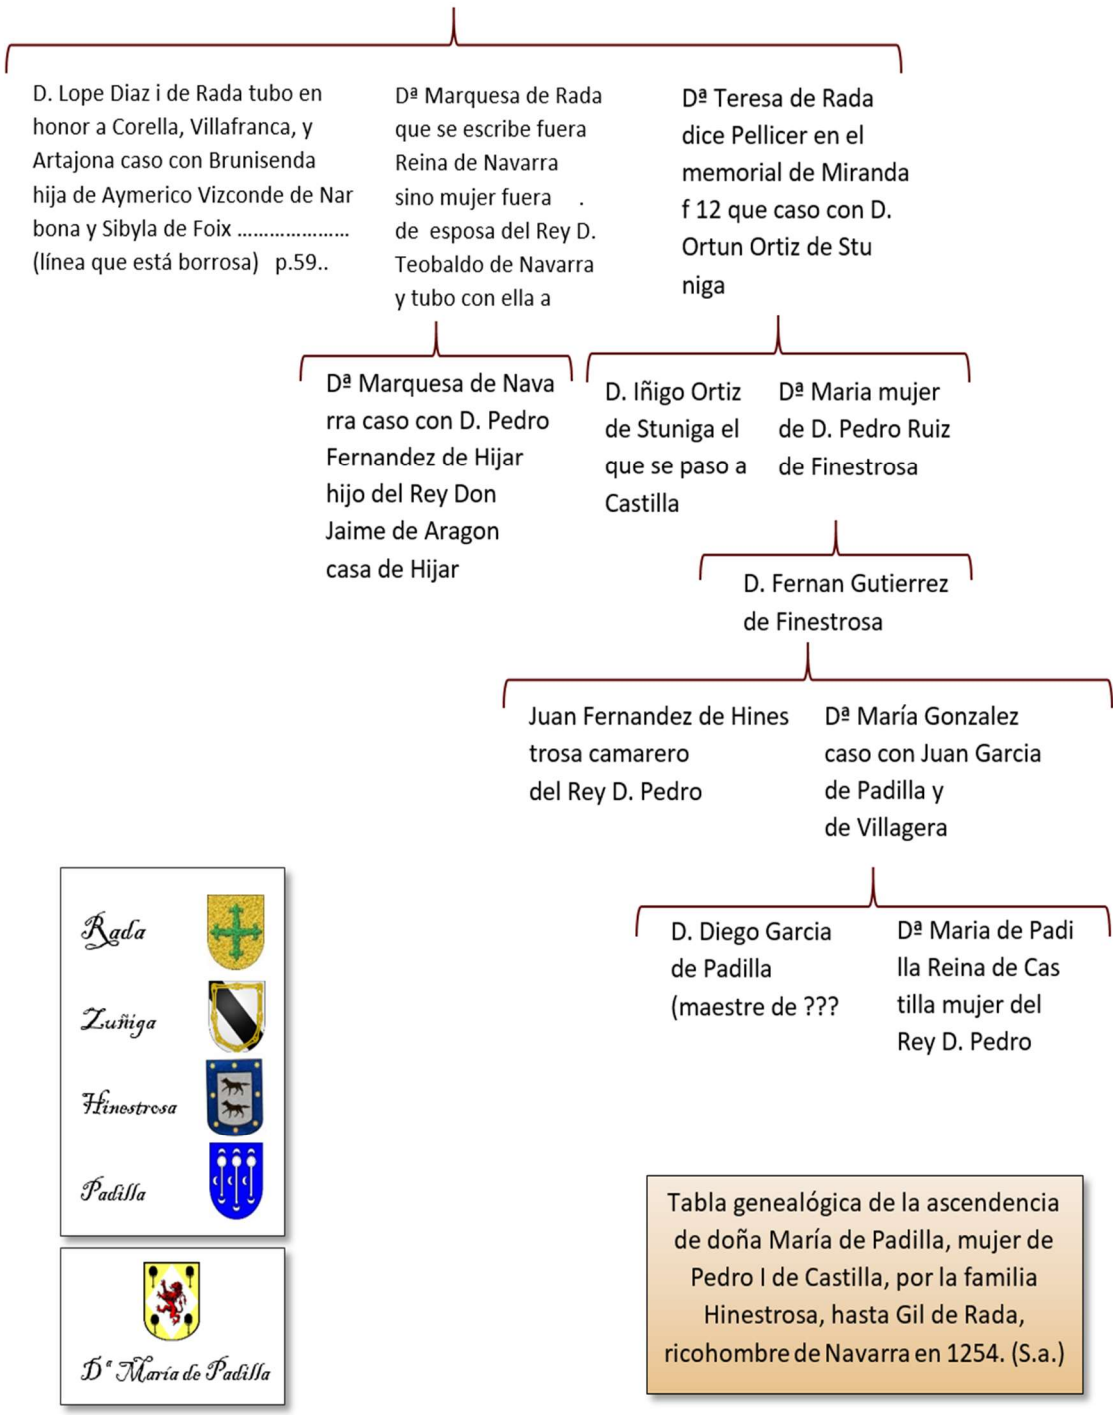 D. Lope Diaz i de Rada tubo en
honor a Corella, Villafranca, y
Artajona caso con Brunisenda
hija de Aymerico Vizconde de Nar
bona y Sibyla de Foix .....................
(línea que está borrosa) p.59..
Dª Marquesa de Rada
que se escribe fuera
Reina de Navarra
sino mujer fuera .
de esposa del Rey D.
Teobaldo de Navarra
y tubo con ella a
Dª Teresa de Rada
dice Pellicer en el
memorial de Miranda
f 12 que caso con D.
Ortun Ortiz de Stu
niga
Dª Marquesa de Nava
rra caso con D. Pedro
Fernandez de Hijar
hijo del Rey Don
Jaime de Aragon
casa de Hijar
D. Iñigo Ortiz
de Stuniga el
que se paso a
Castilla
Dª Maria mujer
de D. Pedro Ruiz
de Finestrosa
D. Fernan Gutierrez
de Finestrosa
Juan Fernandez de Hines
trosa camarero
del Rey D. Pedro
Dª María Gonzalez
caso con Juan Garcia
de Padilla y
de Villagera
D. Diego Garcia
de Padilla
(maestre de ???
Dª Maria de Padi
lla Reina de Cas
tilla mujer del
Rey D. Pedro
Rada
Zuñiga
Hinestrosa
Padilla
Dª María de Padilla
Tabla genealógica de la ascendencia
de doña María de Padilla, mujer de
Pedro I de Castilla, por la familia
Hinestrosa, hasta Gil de Rada,
ricohombre de Navarra en 1254. (S.a.)